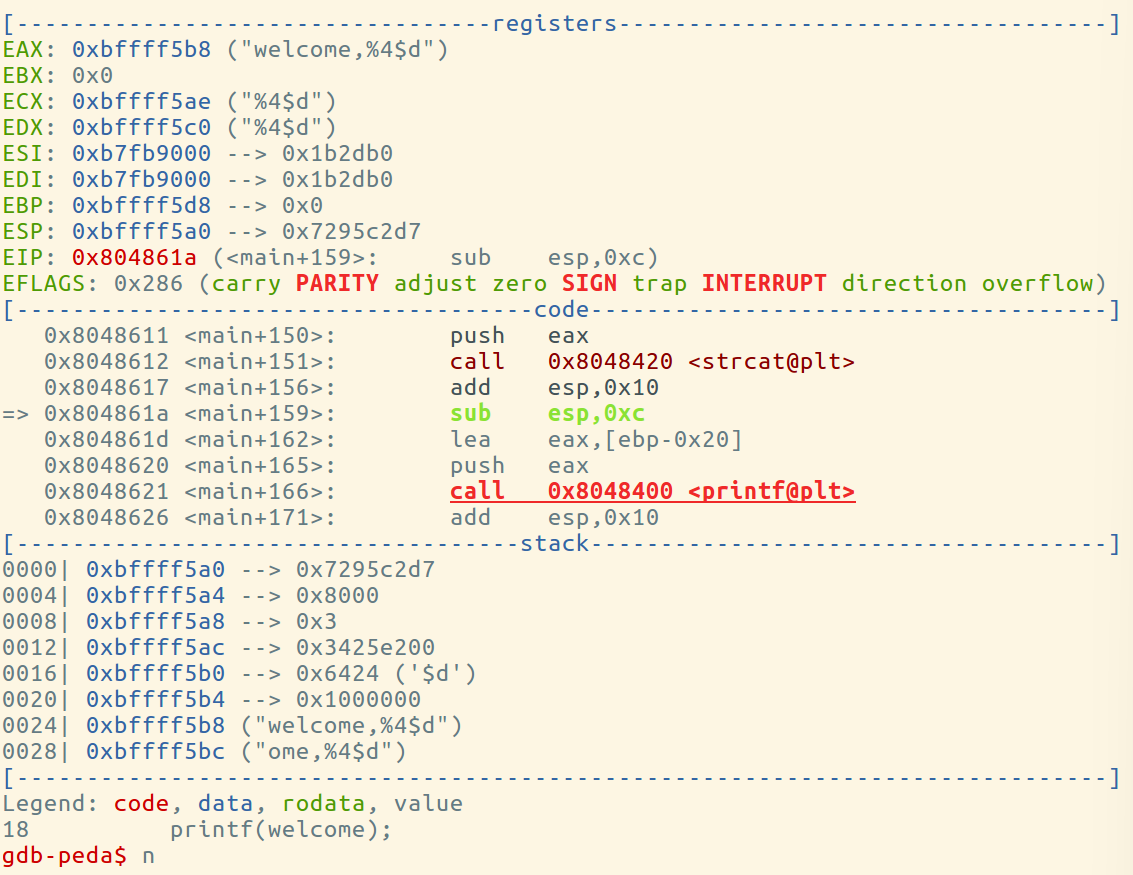 [----------------------------------registers-----------------------------------]
EAX: 0xbffff5b8 ("welcome,%4$d")
EBX: 0x0
ECX: 0xbffff5ae ("%4$d")
EDX: 0xbffff5c0 ("%4$d")
ESI: 0xb7fb9000 --> 0x1b2db0
EDI: 0xb7fb9000 --> 0x1b2db0
EBP: 0xbffff5d8 --> 0x0
ESP: 0xbffff5a0 --> 0x7295c2d7
EIP: 0x804861a (<main+159>:     sub    esp,0xc)
EFLAGS: 0x286 (carry PARITY adjust zero SIGN trap INTERRUPT direction overflow)
[-------------------------------------code-------------------------------------]
   0x8048611 <main+150>:        push   eax
   0x8048612 <main+151>:        call   0x8048420 <strcat@plt>
   0x8048617 <main+156>:        add    esp,0x10
=> 0x804861a <main+159>:        sub    esp,0xc
   0x804861d <main+162>:        lea    eax,[ebp-0x20]
   0x8048620 <main+165>:        push   eax
   0x8048621 <main+166>:        call   0x8048400 <printf@plt>
   0x8048626 <main+171>:        add    esp,0x10
[------------------------------------stack-------------------------------------]
0000| 0xbffff5a0 --> 0x7295c2d7
0004| 0xbffff5a4 --> 0x8000
0008| 0xbffff5a8 --> 0x3
0012| 0xbffff5ac --> 0x3425e200
0016| 0xbffff5b0 --> 0x6424 ('$d')
0020| 0xbffff5b4 --> 0x1000000
0024| 0xbffff5b8 ("welcome,%4$d")
0028| 0xbffff5bc ("ome,%4$d")
[------------------------------------------------------------------------------]
Legend: code, data, rodata, value
18          printf(welcome);
gdb-peda$ n